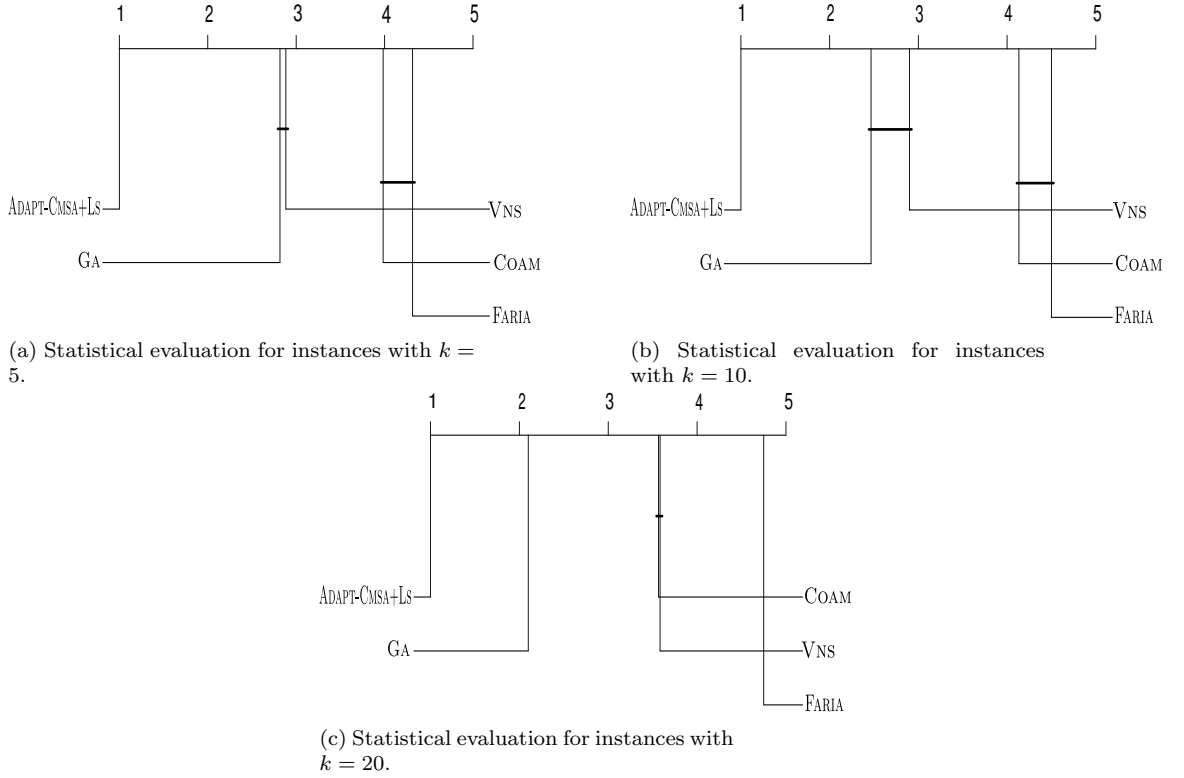 1 2 3 4 5
ADAPT-CMSA+LS
VNS
GA
COAM
FARIA
(a) Statistical evaluation for instances with k =
5.
1 2 3 4 5
ADAPT-CMSA+LS
VNS
GA
COAM
FARIA
(b) Statistical evaluation for instances
with k = 10.
1 2 3 4 5
ADAPT-CMSA+LS
COAM
GA
VNS
FARIA
(c) Statistical evaluation for instances with
k = 20.